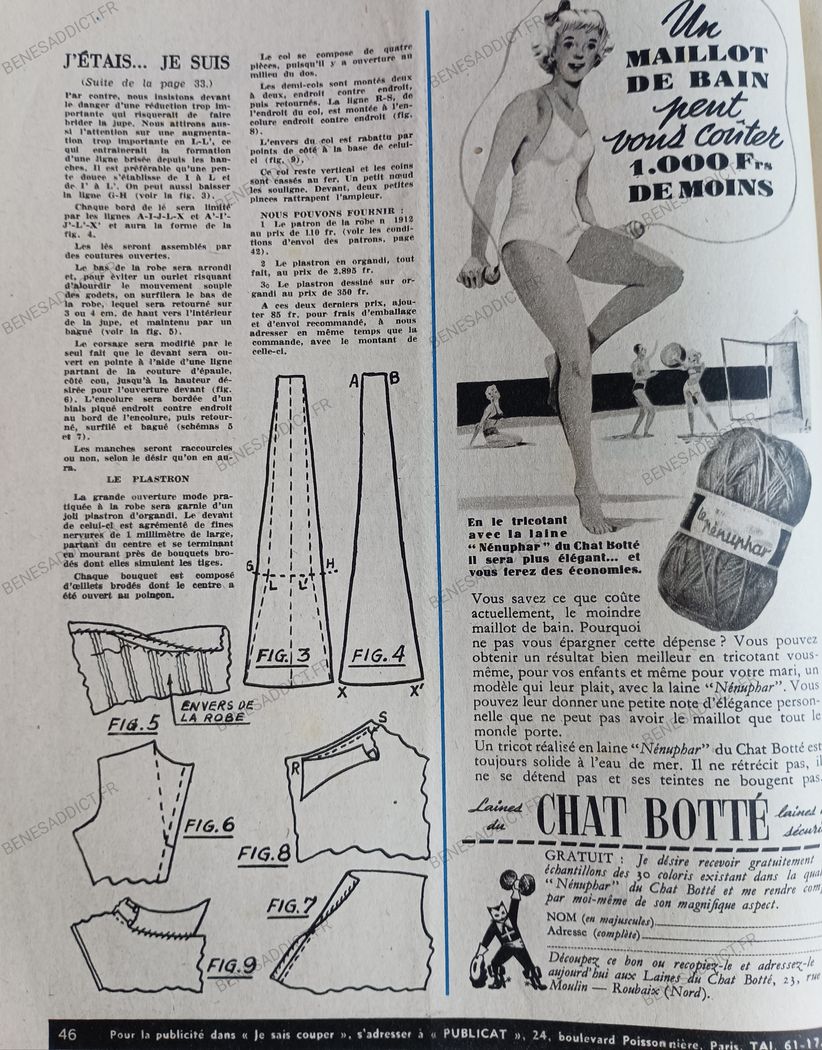 J'ÉTAIS... JE SUIS
(Suite de la page 33.)
Par contre, nous insistons devant
le danger d'une réduction trop im-
portante qui risquerait de faire
brider la jupe. Nous attirons aus-
si l'attention sur une augmenta-
tion trop importante en L-L', ce
qui entraînerait la formation
d'une ligne brisée depuis les han-
ches. Il est préférable qu'une pen-
te douce s'établisse de I à L et
de I' à L'. On peut aussi baisser
la ligne G-H (voir la fig. 3).
Chaque bord de lé sera limité
par les lignes A-I-J-L-X et A'-I'-
J'-L'-X' et aura la forme de la
fig. 4.
Les lés seront assemblés par
des coutures ouvertes.
Le bas de la robe sera arrondi
et, pour éviter un ourlet risquant
d'alourdir le mouvement souple
des godets, on surfilera le bas de
la robe, lequel sera retourné sur
3 ou 4 cm. de haut vers l'intérieur
de la jupe, et maintenu par un
bagué (voir la fig. 5).
Le corsage sera modifié par le
seul fait que le devant sera ou-
vert en pointe à l'aide d'une ligne
partant de la couture d'épaule,
côté cou, jusqu'à la hauteur dé-
sirée pour l'ouverture devant (fig.
6). L'encolure sera bordée d'un
biais piqué endroit contre endroit
au bord de l'encolure, puis retour-
né, surfilé et bagué (schémas 5
et 7).
Les manches seront raccourcies
ou non, selon le désir qu'on en au-
ra.
LE PLASTRON
La grande ouverture mode pra-
tiquée à la robe sera garnie d'un
joli plastron d'organdi. Le devant
de celui-ci est agrémenté de fines
nervures de 1 millimètre de large,
partant du centre et se terminant
en mourant près de bouquets bro-
dés dont elles simulent les tiges.
Chaque bouquet est composé
d'œillets brodés dont le centre a
été ouvert au poinçon.
Le col se compose de quatre
pièces, puisqu'il y a ouverture au
milieu du dos.
Les demi-cols sont montés deux
à deux, endroit contre endroit,
puis retournés. La ligne R-S, de
l'endroit du col, est montée à l'en-
colure endroit contre endroit (fig.
8).
L'envers du col est rabattu par
points de côté à la base de celui-
ci (fig. 9).
Ce col reste vertical et les coins
sont cassés au fer. Un petit nœud
les souligne. Devant, deux petites
pinces rattrapent l'ampleur.
NOUS POUVONS FOURNIR :
1 Le patron de la robe n 1912
au prix de 110 fr. (voir les condi-
tions d'envoi des patrons, page
42).
2 Le plastron en organdi, tout
fait, au prix de 2.895 fr.
3o Le plastron dessiné sur or-
gandi au prix de 350 fr.
A ces deux derniers prix, ajou-
ter 85 fr. pour frais d'emballage
et d'envoi recommandé, à nous
adresser en même temps que la
commande, avec le montant de
celle-ci.
A B
G H
L L'
FIG. 3
FIG. 4
X X'
ENVERS DE
LA ROBE
FIG. 5
S
R
FIG. 6
FIG. 8
FIG. 7
FIG. 9
Un
MAILLOT
DE BAIN
peut
vous coûter
1.000 Frs
DE MOINS
le nénuphar
En le tricotant
avec la laine
"Nénuphar" du Chat Botté
il sera plus élégant... et
vous ferez des économies.
Vous savez ce que coûte
actuellement, le moindre
maillot de bain. Pourquoi
ne pas vous épargner cette dépense ? Vous pouvez
obtenir un résultat bien meilleur en tricotant vous-
même, pour vos enfants et même pour votre mari, un
modèle qui leur plait, avec la laine "Nénuphar". Vous
pouvez leur donner une petite note d'élégance person-
nelle que ne peut pas avoir le maillot que tout le
monde porte.
Un tricot réalisé en laine "Nénuphar" du Chat Botté est
toujours solide à l'eau de mer. Il ne rétrécit pas, il
ne se détend pas et ses teintes ne bougent pas.
Laines
du
CHAT BOTTÉ
laines
GRATUIT : Je désire recevoir gratuitement
échantillons des 30 coloris existant dans la
"Nénuphar" du Chat Botté et me rendre
par moi-même de son magnifique aspect.
NOM (en majuscules)
Adresse (complète)
Découpez ce bon ou recopiez-le et adressez-le
aujourd'hui aux Laines du Chat Botté, 23, rue
Moulin — Roubaix (Nord).
46 Pour la publicité dans « Je sais couper », s'adresser à « PUBLICAT », 24, boulevard Poissonnière, Paris. TAI. 61-17
BENESADDICT.FR